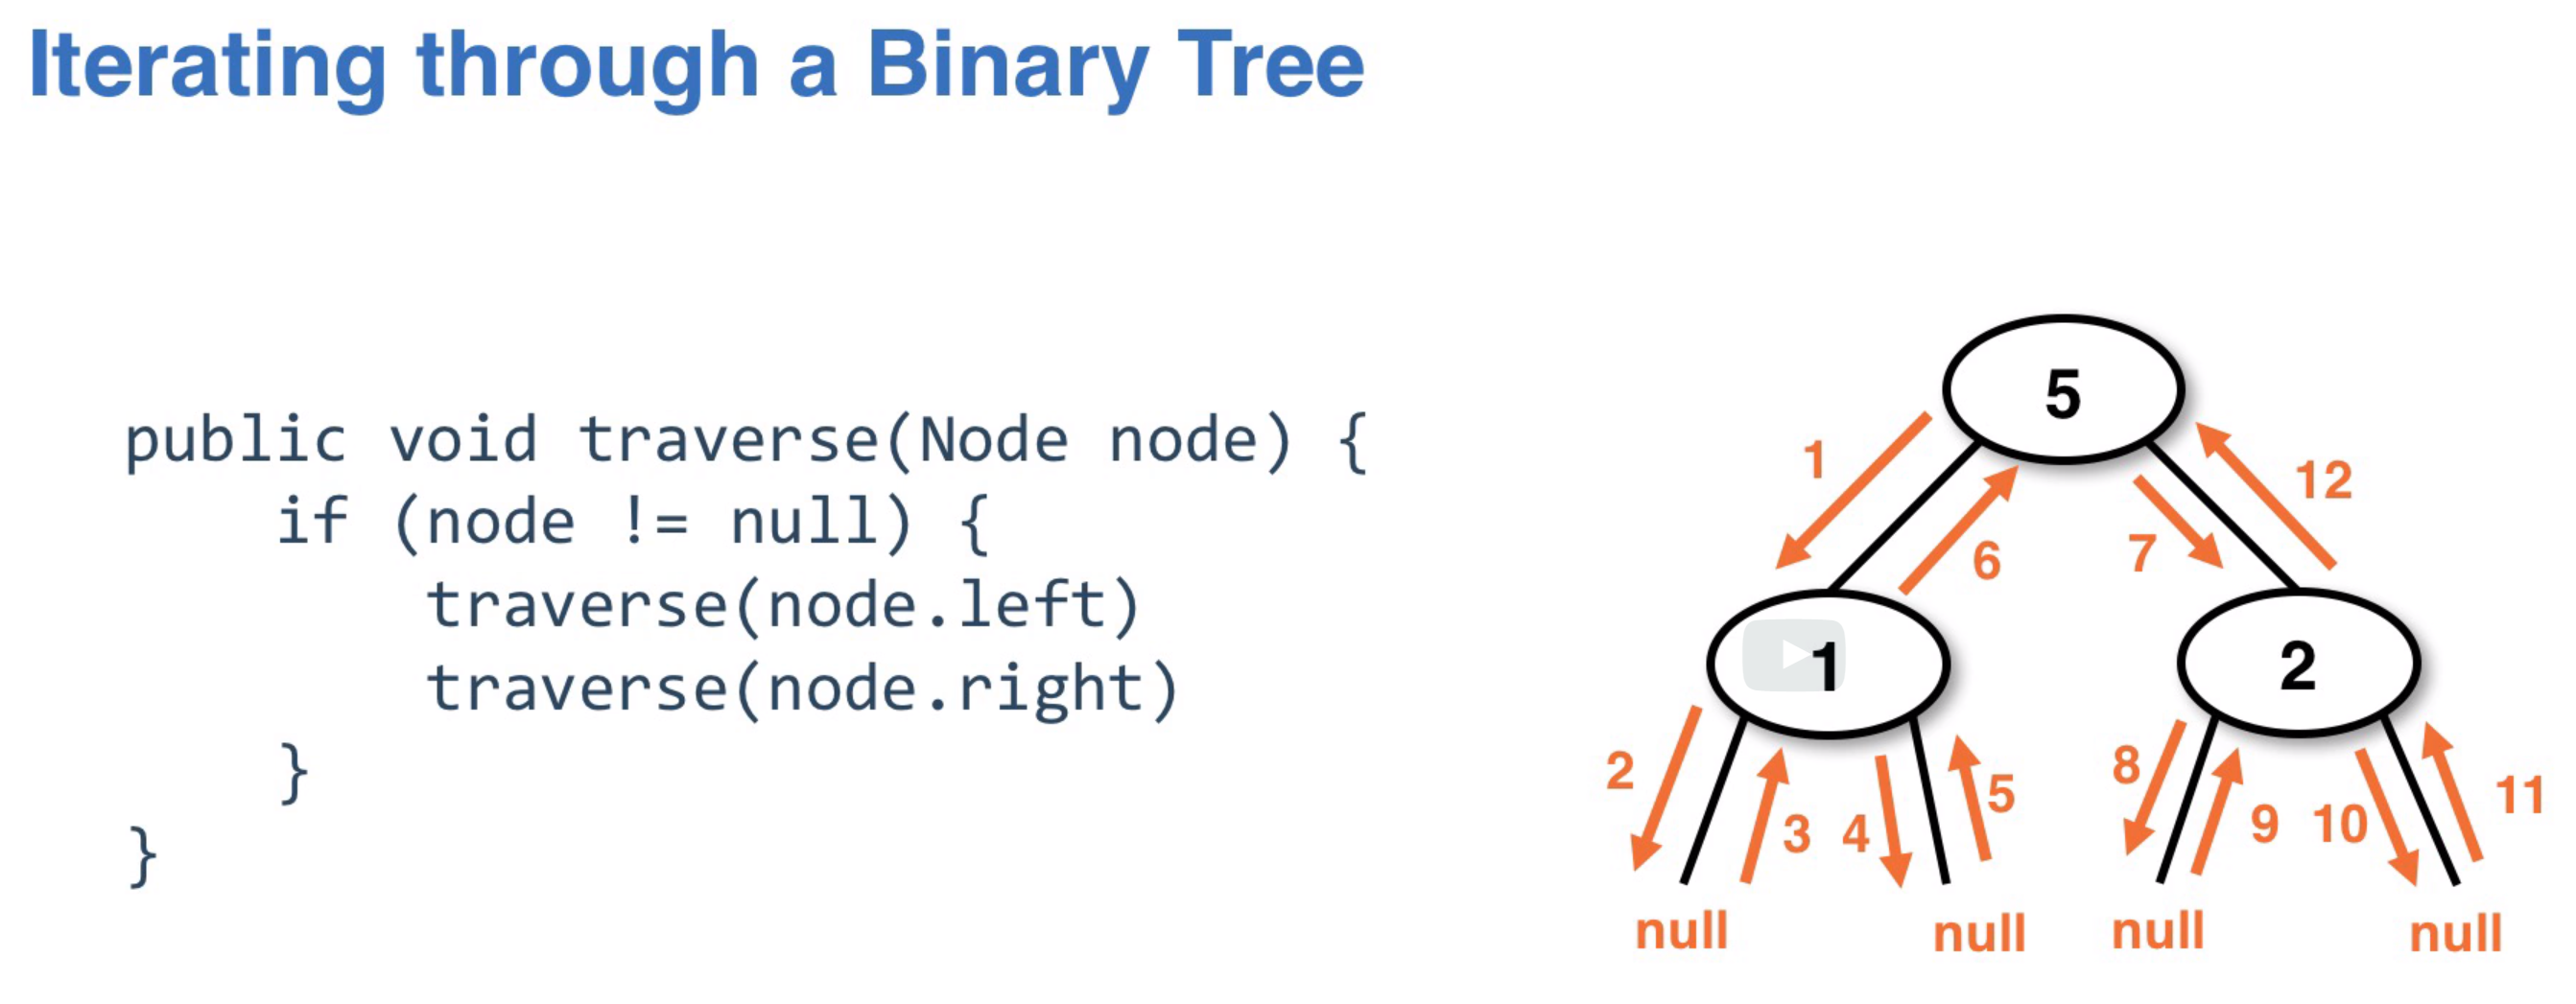 Iterating through a Binary Tree
public void traverse(Node node) {
if (node != null) {
traverse(node.left)
traverse(node.right)
}
}
5
1
12
6
7
1
2
2
3
4
5
8
9
10
11
null
null
null
null